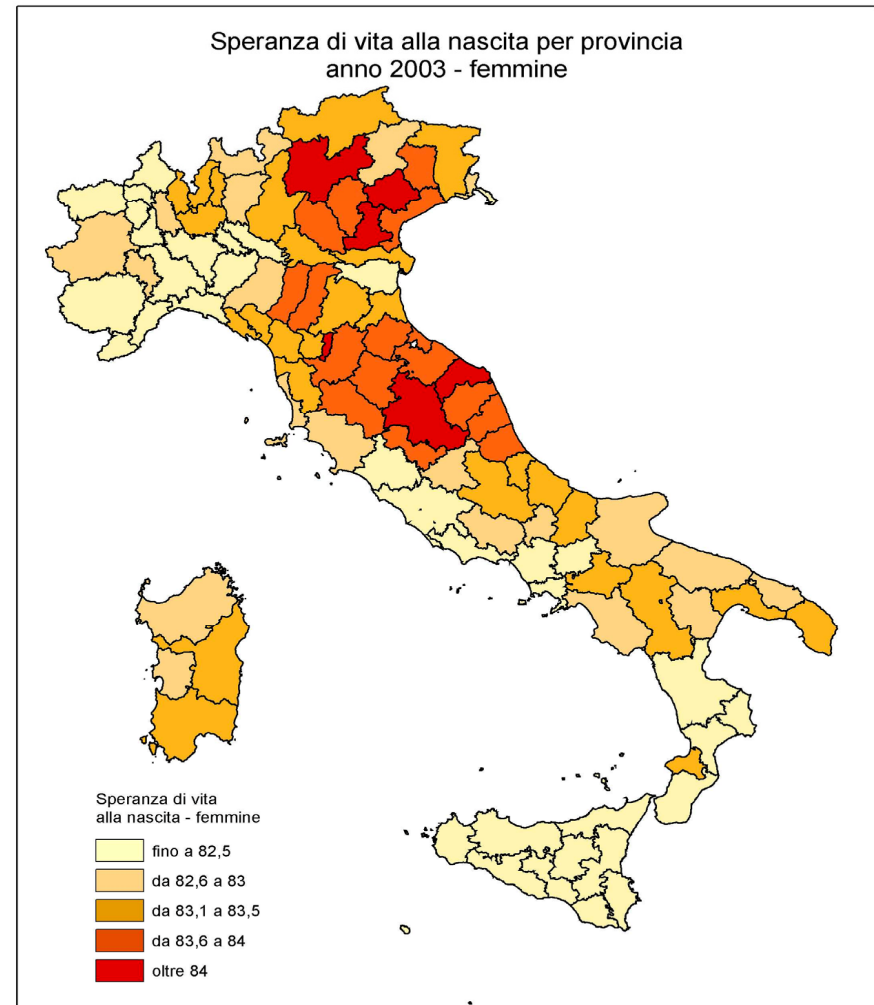 Speranza di vita alla nascita per provincia
anno 2003 - femmine
Speranza di vita
alla nascita - femmine
fino a 82,5
da 82,6 a 83
da 83,1 a 83,5
da 83,6 a 84
oltre 84